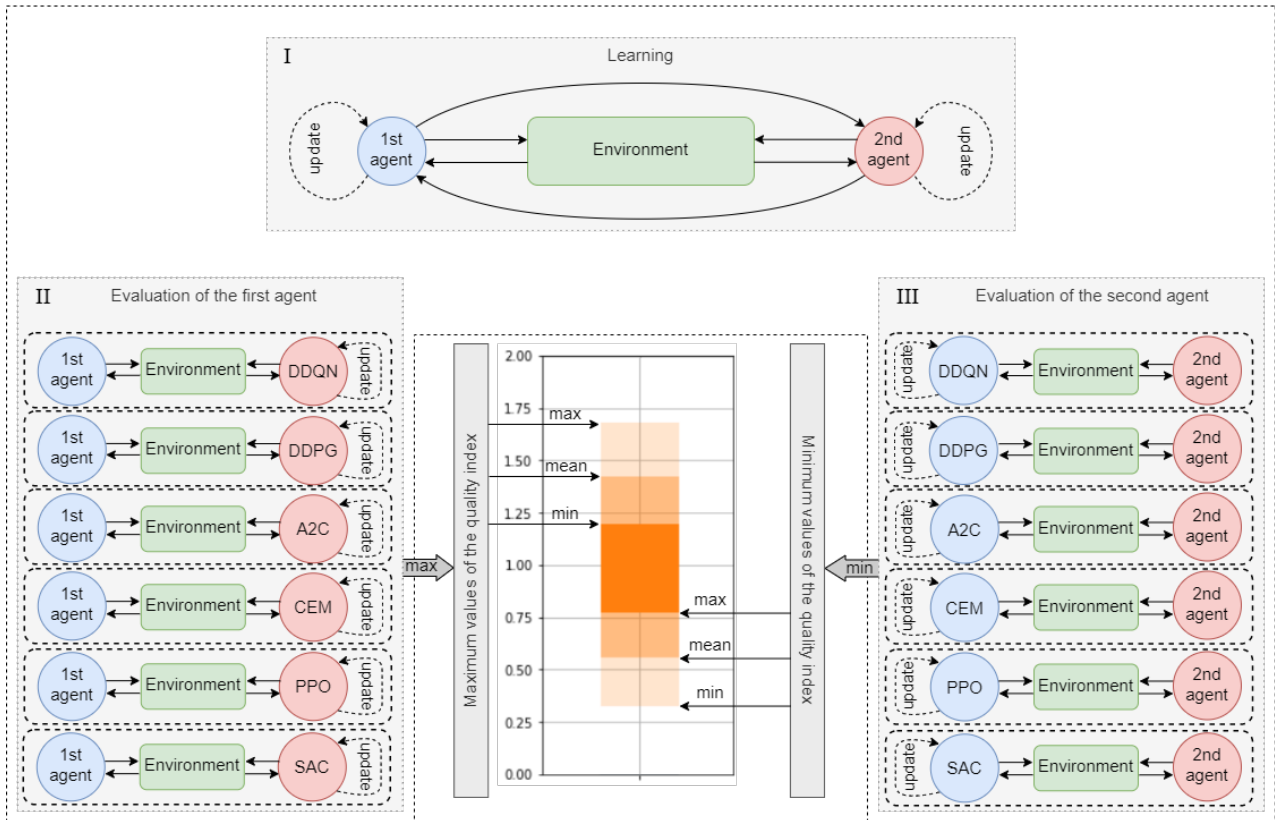 I
Learning
update
1st
agent
Environment
2nd
agent
update
II
Evaluation of the first agent
1st
agent
Environment
DDQN
update
1st
agent
Environment
DDPG
update
1st
agent
Environment
A2C
update
1st
agent
Environment
CEM
update
1st
agent
Environment
PPO
update
1st
agent
Environment
SAC
update
max
Maximum values of the quality index
2.00
1.75
1.50
1.25
1.00
0.75
0.50
0.25
0.00
max
mean
min
max
mean
min
Minimum values of the quality index
min
III
Evaluation of the second agent
update
DDQN
Environment
2nd
agent
update
DDPG
Environment
2nd
agent
update
A2C
Environment
2nd
agent
update
CEM
Environment
2nd
agent
update
PPO
Environment
2nd
agent
update
SAC
Environment
2nd
agent